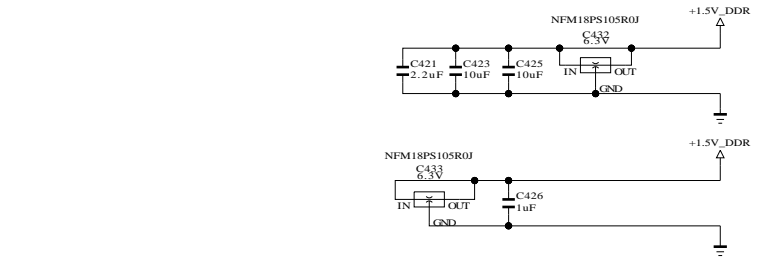 +1.5V_DDR
NFM18PS105R0J
C432
6.3V
C421
2.2uF
C423
10uF
C425
10uF
IN
OUT
GND
+1.5V_DDR
NFM18PS105R0J
C433
6.3V
IN
OUT
GND
C426
1uF